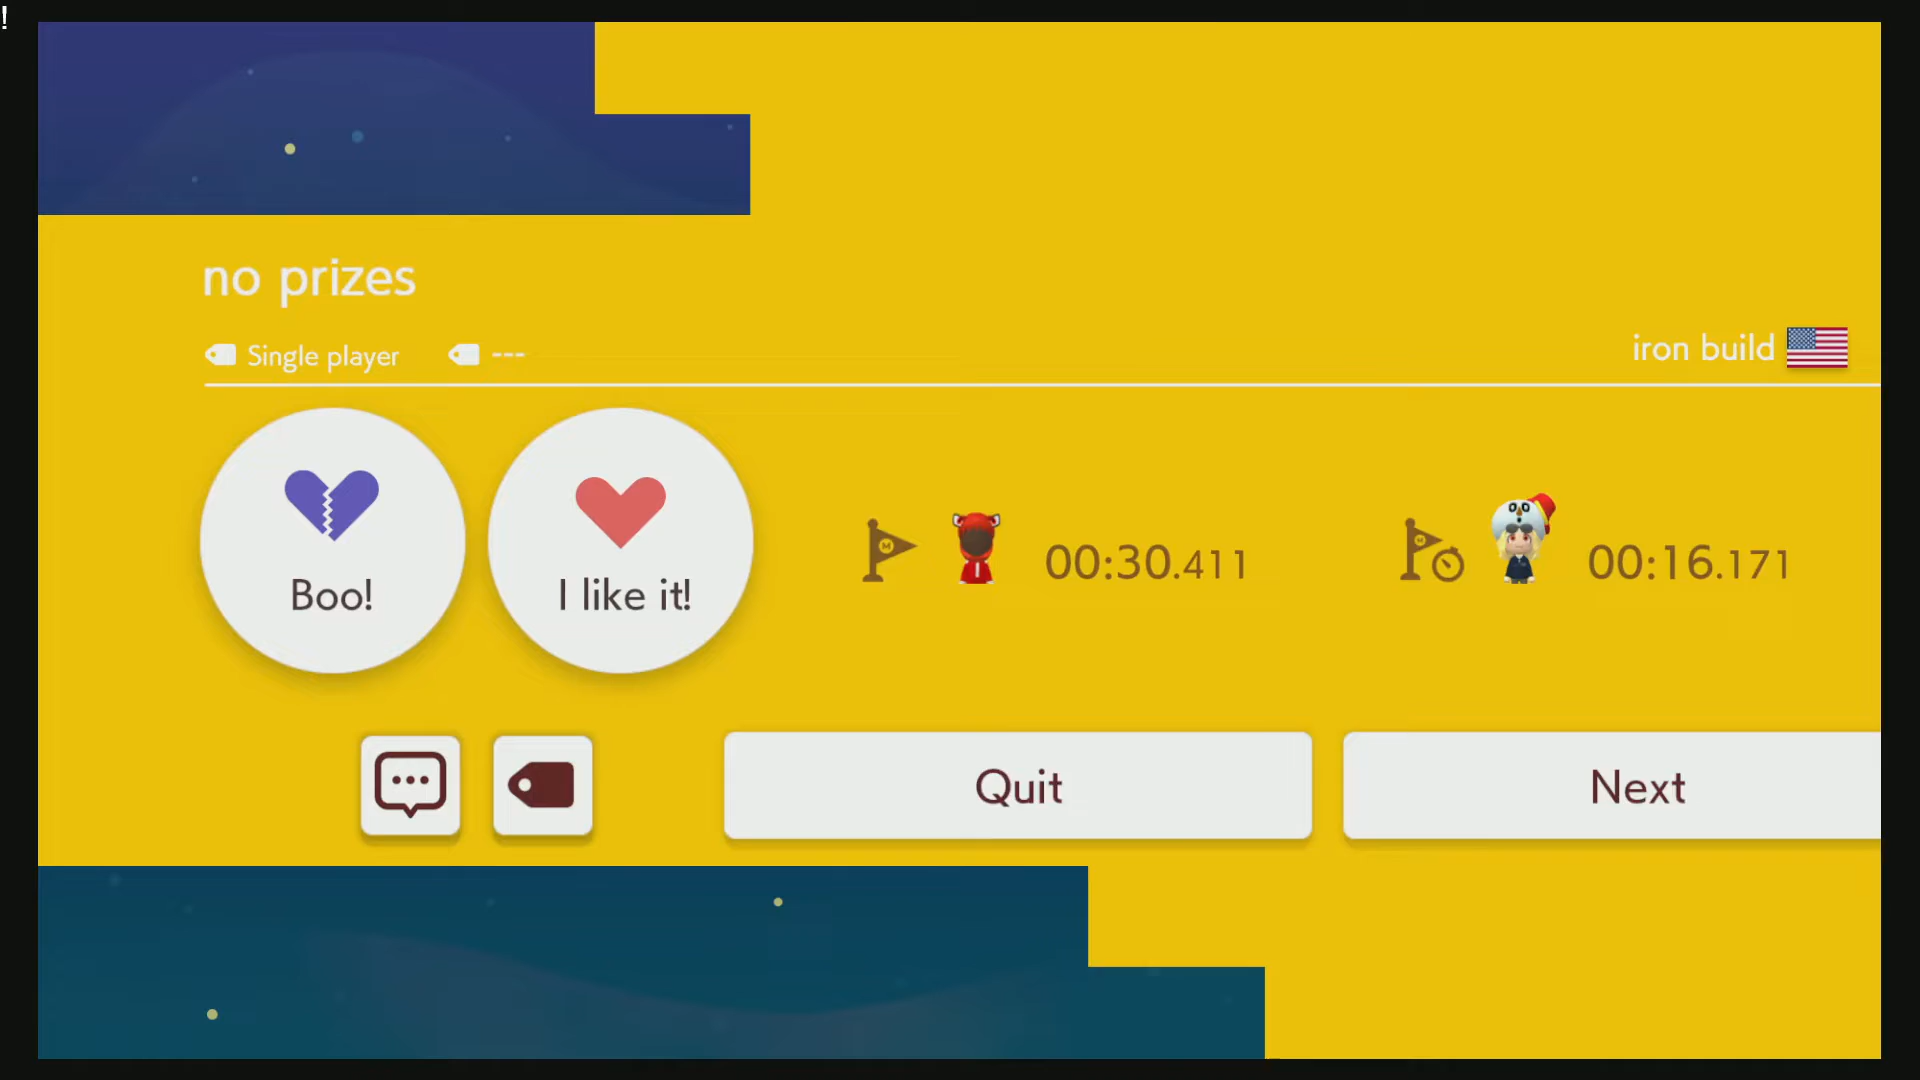 !
no prizes
Single player ---
iron build
Boo!
I like it!
M
00:30.411
M
00:16.171
Quit
Next